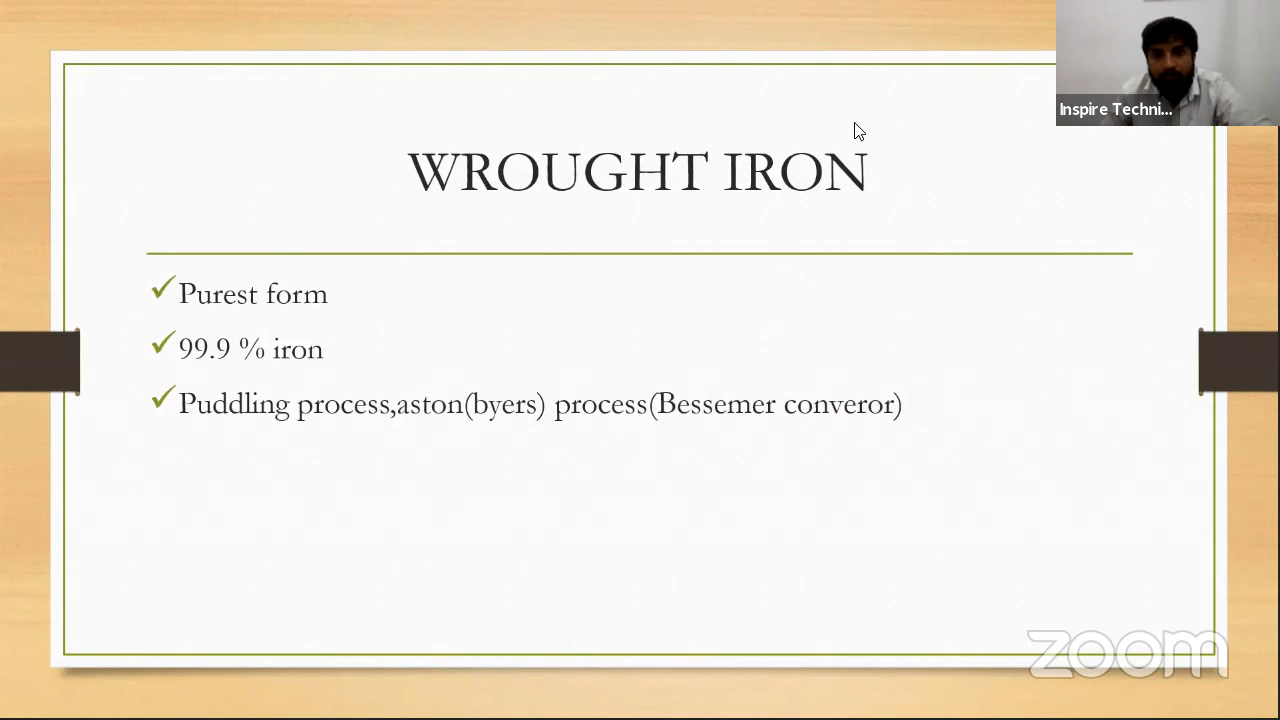 Inspire Techni...
WROUGHT IRON
Purest form
99.9 % iron
Puddling process,aston(byers) process(Bessemer converor)
zoom